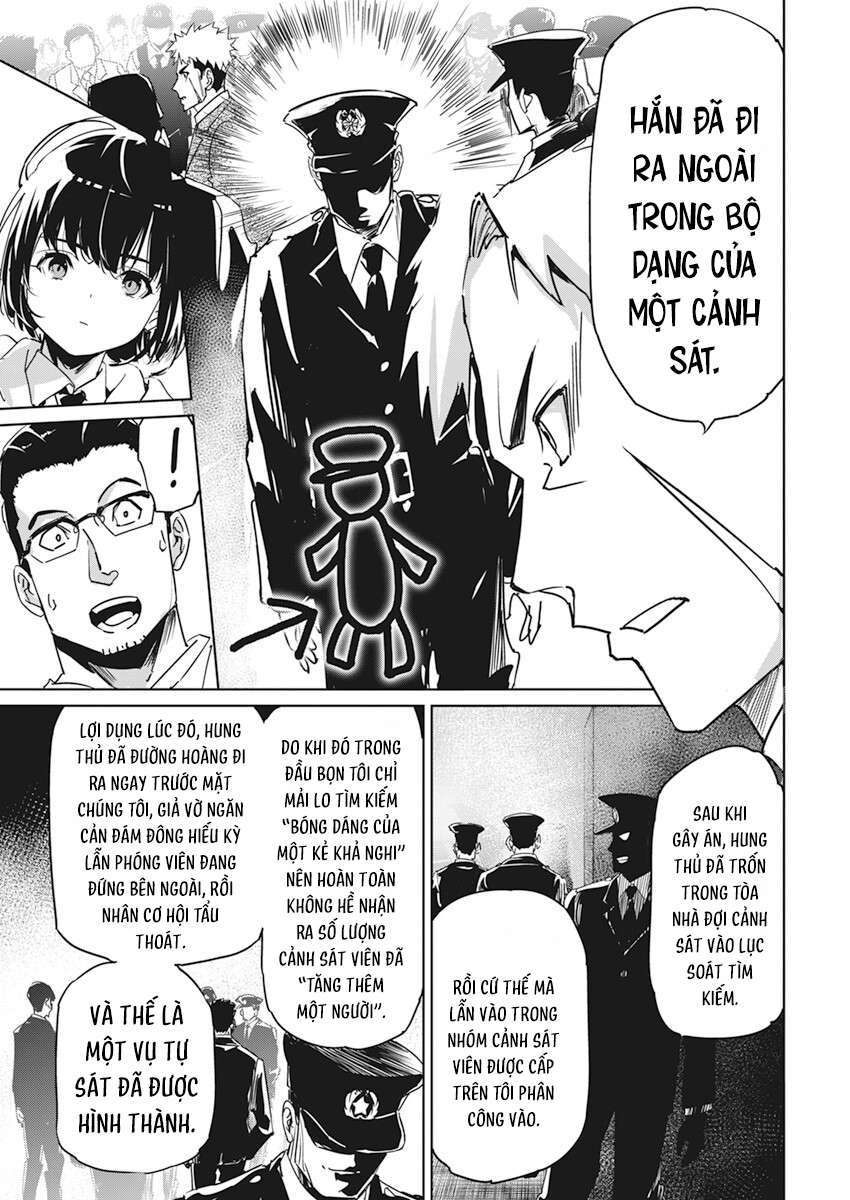 HẮN ĐÃ ĐI
RA NGOÀI
TRONG BỘ
DẠNG CỦA
MỘT CẢNH
SÁT.
!
SAU KHI
GÂY ÁN, HUNG
THỦ ĐÃ TRỐN
TRONG TÒA
NHÀ ĐỢI CẢNH
SÁT VÀO LỤC
SOÁT TÌM
KIẾM.
RỒI CỨ THẾ MÀ
LẪN VÀO TRONG
NHÓM CẢNH SÁT
VIÊN ĐƯỢC CẤP
TRÊN TÔI PHÂN
CÔNG VÀO.
DO KHI ĐÓ TRONG
ĐẦU BỌN TÔI CHỈ
MẢI LO TÌM KIẾM
“BÓNG DÁNG CỦA
MỘT KẺ KHẢ NGHI”
NÊN HOÀN TOÀN
KHÔNG HỀ NHẬN
RA SỐ LƯỢNG
CẢNH SÁT VIÊN ĐÃ
“TĂNG THÊM
MỘT NGƯỜI”.
LỢI DỤNG LÚC ĐÓ, HUNG
THỦ ĐÃ ĐƯỜNG HOÀNG ĐI
RA NGAY TRƯỚC MẶT
CHÚNG TÔI, GIẢ VỜ NGĂN
CẢN ĐÁM ĐÔNG HIẾU KỲ
LẪN PHÓNG VIÊN ĐANG
ĐỨNG BÊN NGOÀI, RỒI
NHÂN CƠ HỘI TẨU
THOÁT.
VÀ THẾ LÀ
MỘT VỤ TỰ
SÁT ĐÃ ĐƯỢC
HÌNH THÀNH.